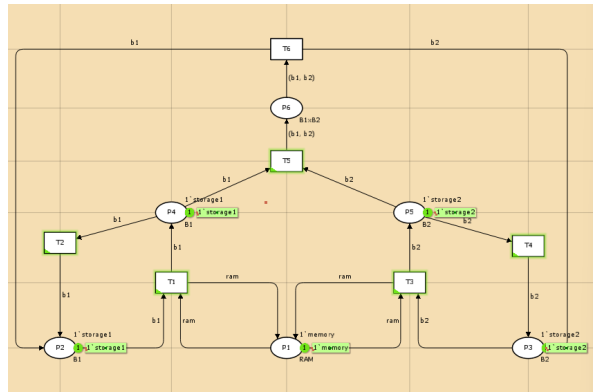 b1
T6
b2
(b1, b2)
P6
B1xB2
(b1, b2)
T5
b1
b2
1`storage1
P4
1
1`storage1
B1
1`storage2
P5
1
1`storage2
B2
b2
b1
T2
T4
b1
b2
T1
ram
ram
T3
b1
ram
ram
b2
b1
b2
1`storage1
P2
1
1`storage1
B1
1`memory
P1
1
1`memory
RAM
1`storage2
P3
1
1`storage2
B2